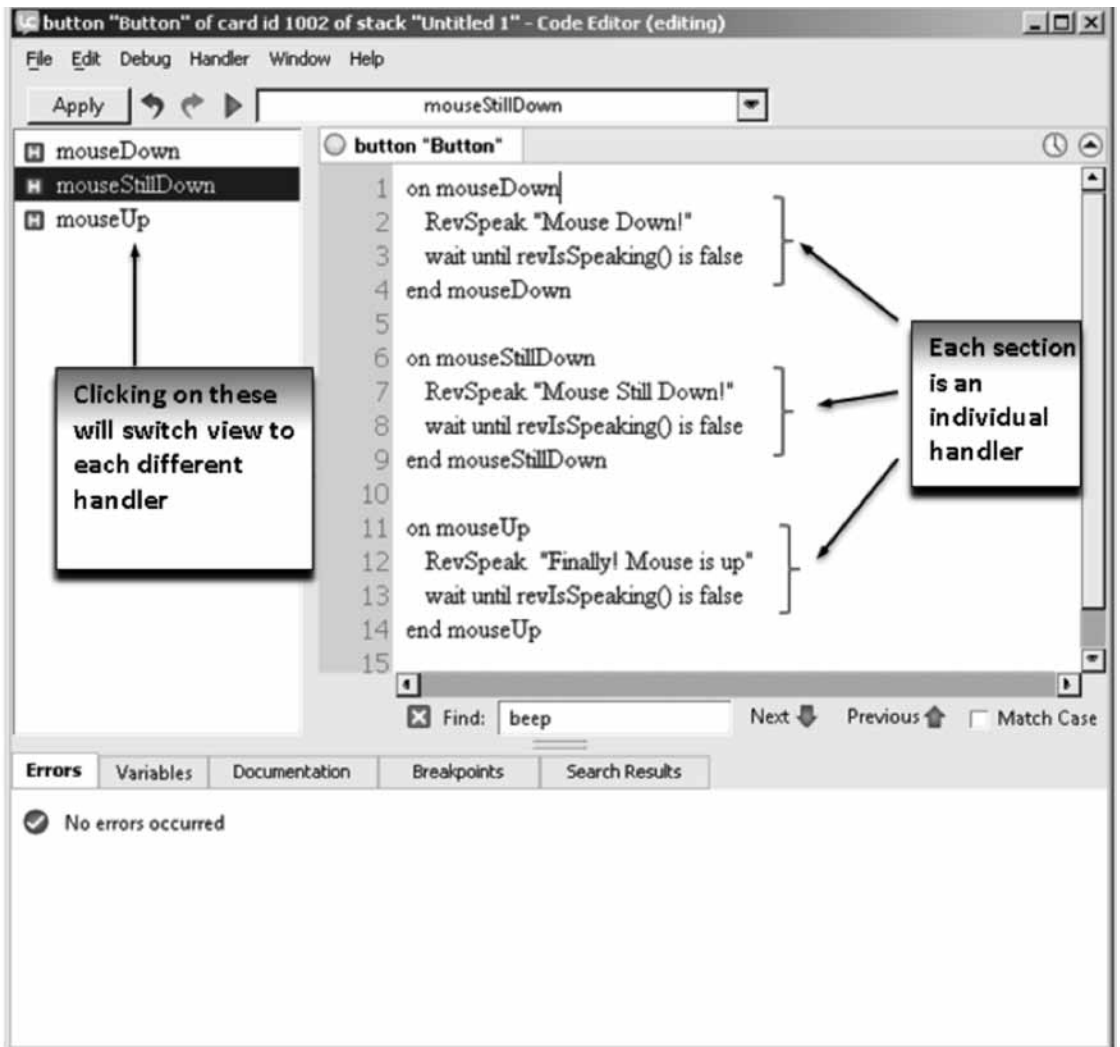 button "Button" of card id 1002 of stack "Untitled 1" - Code Editor (editing)
File Edit Debug Handler Window Help
Apply
mouseStillDown
mouseDown
mouseStillDown
mouseUp
button "Button"
1 on mouseDown
2 RevSpeak "Mouse Down!"
3 wait until revIsSpeaking() is false
4 end mouseDown
5
6 on mouseStillDown
7 RevSpeak "Mouse Still Down!"
8 wait until revIsSpeaking() is false
9 end mouseStillDown
10
11 on mouseUp
12 RevSpeak "Finally! Mouse is up"
13 wait until revIsSpeaking() is false
14 end mouseUp
15
Clicking on these
will switch view to
each different
handler
Each section
is an
individual
handler
Find: beep Next Previous Match Case
Errors Variables Documentation Breakpoints Search Results
No errors occurred